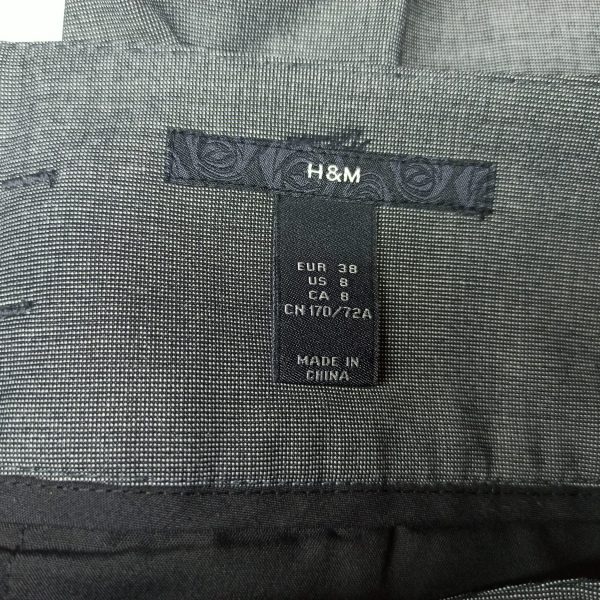 H&M
EUR 38
US 8
CA 8
CN 170/72A
MADE IN
CHINA